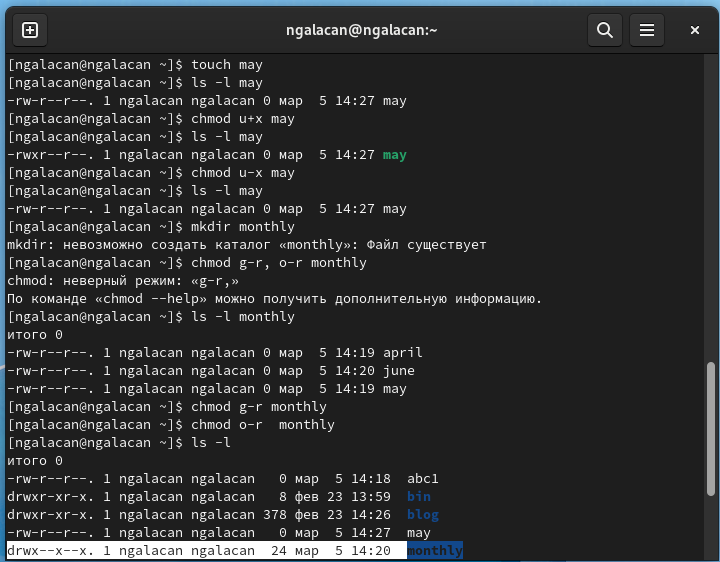 ngalacan@ngalacan:~
[ngalacan@ngalacan ~]$ touch may
[ngalacan@ngalacan ~]$ ls -l may
-rw-r--r--. 1 ngalacan ngalacan 0 мар  5 14:27 may
[ngalacan@ngalacan ~]$ chmod u+x may
[ngalacan@ngalacan ~]$ ls -l may
-rwxr--r--. 1 ngalacan ngalacan 0 мар  5 14:27 may
[ngalacan@ngalacan ~]$ chmod u-x may
[ngalacan@ngalacan ~]$ ls -l may
-rw-r--r--. 1 ngalacan ngalacan 0 мар  5 14:27 may
[ngalacan@ngalacan ~]$ mkdir monthly
mkdir: невозможно создать каталог «monthly»: Файл существует
[ngalacan@ngalacan ~]$ chmod g-r, o-r monthly
chmod: неверный режим: «g-r,»
По команде «chmod --help» можно получить дополнительную информацию.
[ngalacan@ngalacan ~]$ ls -l monthly
итого 0
-rw-r--r--. 1 ngalacan ngalacan 0 мар  5 14:19 april
-rw-r--r--. 1 ngalacan ngalacan 0 мар  5 14:20 june
-rw-r--r--. 1 ngalacan ngalacan 0 мар  5 14:19 may
[ngalacan@ngalacan ~]$ chmod g-r monthly
[ngalacan@ngalacan ~]$ chmod o-r  monthly
[ngalacan@ngalacan ~]$ ls -l
итого 0
-rw-r--r--. 1 ngalacan ngalacan   0 мар  5 14:18  abc1
drwxr-xr-x. 1 ngalacan ngalacan   8 фев 23 13:59  bin
drwxr-xr-x. 1 ngalacan ngalacan 378 фев 23 14:26  blog
-rw-r--r--. 1 ngalacan ngalacan   0 мар  5 14:27  may
drwx--x--x. 1 ngalacan ngalacan  24 мар  5 14:20  monthly